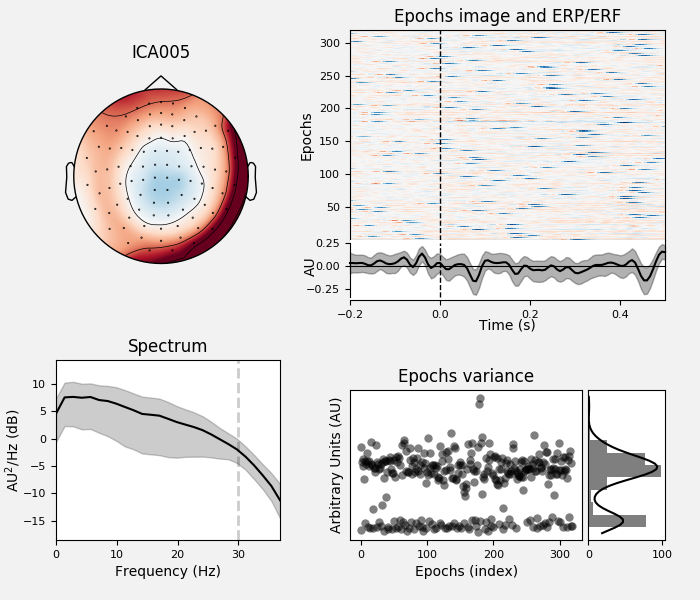 ICA005
Epochs image and ERP/ERF
Epochs
300
250
200
150
100
50
AU
0.25
0.00
−0.25
−0.2
0.0
0.2
0.4
Time (s)
Spectrum
AU²/Hz (dB)
10
5
0
−5
−10
−15
0
10
20
30
Frequency (Hz)
Epochs variance
Arbitrary Units (AU)
0
100
200
300
Epochs (index)
0
100